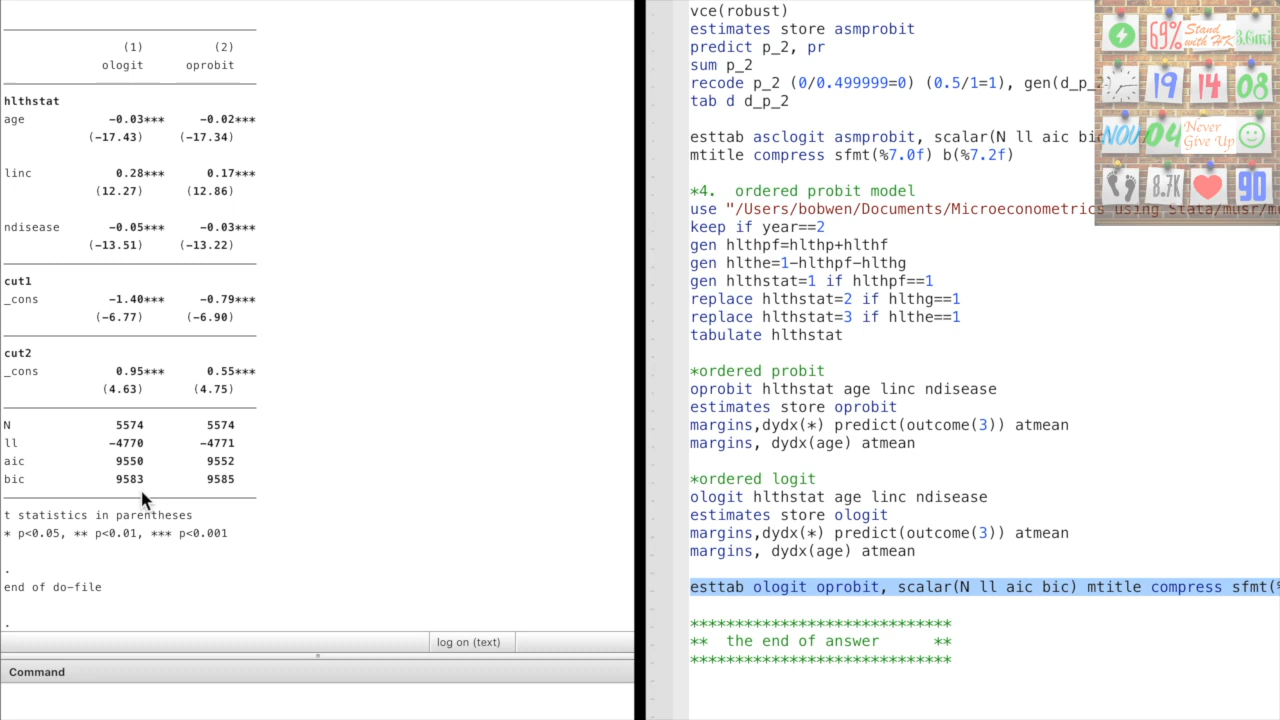 (1) (2)
ologit oprobit
hlthstat
age −0.03*** −0.02***
(−17.43) (−17.34)
linc 0.28*** 0.17***
(12.27) (12.86)
ndisease −0.05*** −0.03***
(−13.51) (−13.22)
cut1
_cons −1.40*** −0.79***
(−6.77) (−6.90)
cut2
_cons 0.95*** 0.55***
(4.63) (4.75)
N 5574 5574
ll −4770 −4771
aic 9550 9552
bic 9583 9585
t statistics in parentheses
* p<0.05, ** p<0.01, *** p<0.001
.
end of do-file
.
log on (text)
Command
vce(robust)
estimates store asmprobit
predict p_2, pr
sum p_2
recode p_2 (0/0.499999=0) (0.5/1=1), gen(d_p_
tab d d_p_2
esttab asclogit asmprobit, scalar(N ll aic bic)
mtitle compress sfmt(%7.0f) b(%7.2f)
*4.  ordered probit model
use "/Users/bobwen/Documents/Microeconometrics using Stata/musr/m
keep if year==2
gen hlthpf=hlthp+hlthf
gen hlthe=1−hlthpf−hlthg
gen hlthstat=1 if hlthpf==1
replace hlthstat=2 if hlthg==1
replace hlthstat=3 if hlthe==1
tabulate hlthstat
*ordered probit
oprobit hlthstat age linc ndisease
estimates store oprobit
margins,dydx(*) predict(outcome(3)) atmean
margins, dydx(age) atmean
*ordered logit
ologit hlthstat age linc ndisease
estimates store ologit
margins,dydx(*) predict(outcome(3)) atmean
margins, dydx(age) atmean
esttab ologit oprobit, scalar(N ll aic bic) mtitle compress sfmt(%
*****************************
**  the end of answer      **
*****************************
69% Stand with HK 3.6mi
19 14 08
NOV 04 Never Give Up
8.7K 90